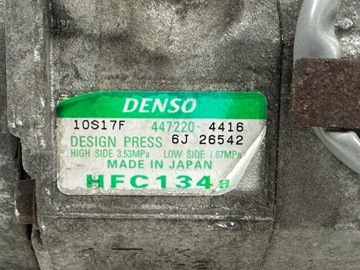 DENSO
10S17F 447220-4416
DESIGN PRESS 6J 26542
HIGH SIDE 3.53MPa LOW SIDE 1.67MPa
MADE IN JAPAN
HFC134a